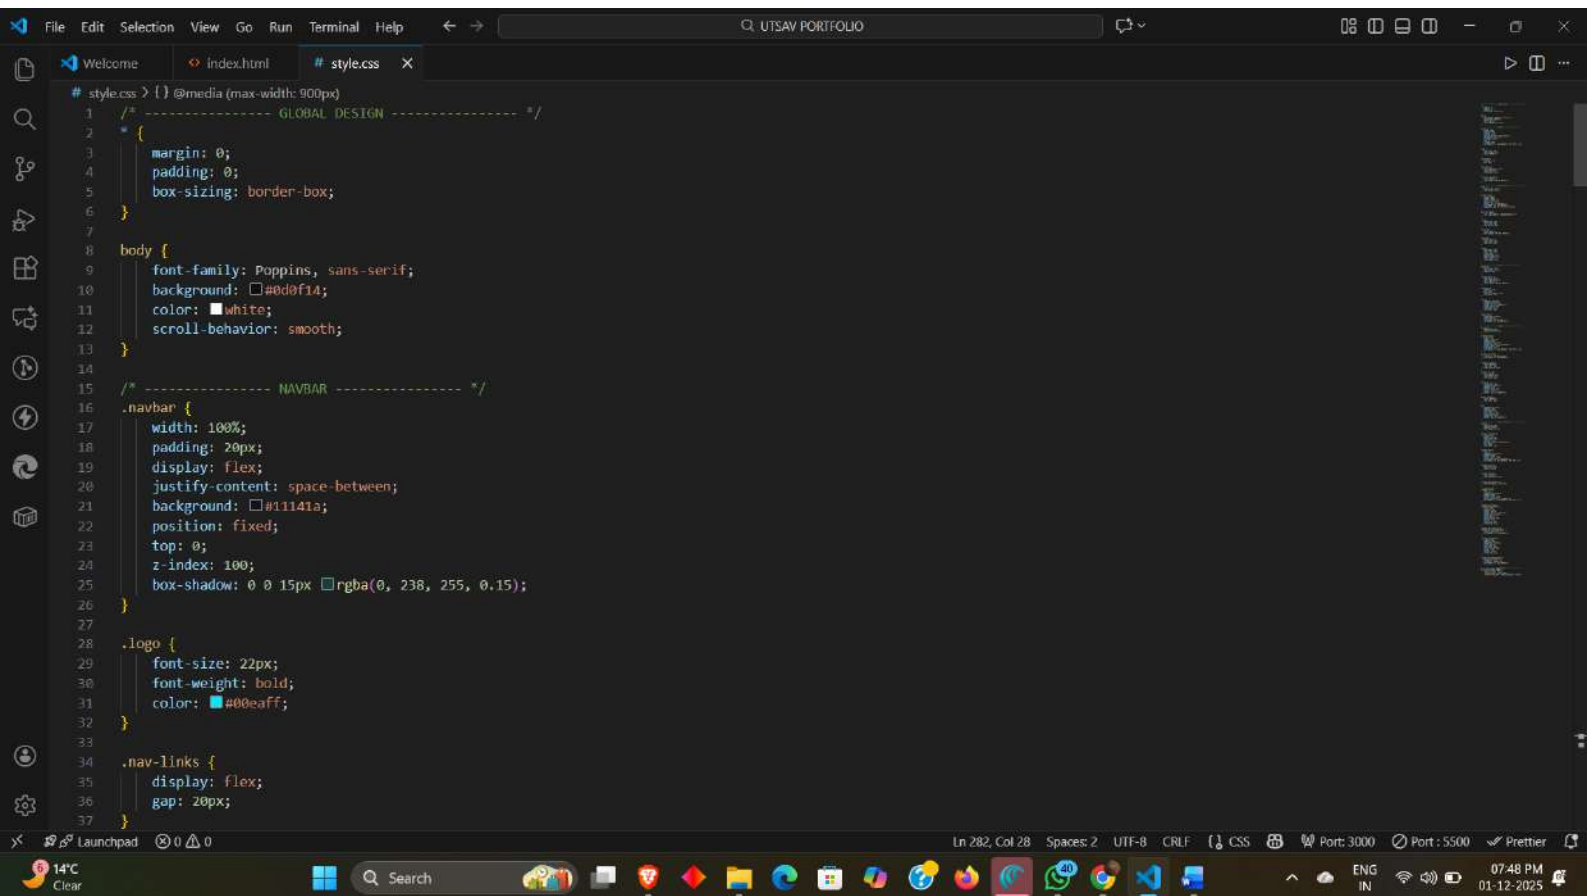 File Edit Selection View Go Run Terminal Help
UTSAV PORTFOLIO
Welcome
index.html
# style.css
# style.css > { } @media (max-width: 900px)
1 /* ---------------- GLOBAL DESIGN ---------------- */
2 * {
3 margin: 0;
4 padding: 0;
5 box-sizing: border-box;
6 }
7
8 body {
9 font-family: Poppins, sans-serif;
10 background: #0d0f14;
11 color: white;
12 scroll-behavior: smooth;
13 }
14
15 /* ---------------- NAVBAR ---------------- */
16 .navbar {
17 width: 100%;
18 padding: 20px;
19 display: flex;
20 justify-content: space-between;
21 background: #11141a;
22 position: fixed;
23 top: 0;
24 z-index: 100;
25 box-shadow: 0 0 15px rgba(0, 238, 255, 0.15);
26 }
27
28 .logo {
29 font-size: 22px;
30 font-weight: bold;
31 color: #00eaff;
32 }
33
34 .nav-links {
35 display: flex;
36 gap: 20px;
37 }
Launchpad 0 0
Ln 282, Col 28 Spaces: 2 UTF-8 CRLF { } CSS Port: 3000 Port : 5500 Prettier
6
14°C
Clear
Search
40
ENG
IN
07:48 PM
01-12-2025